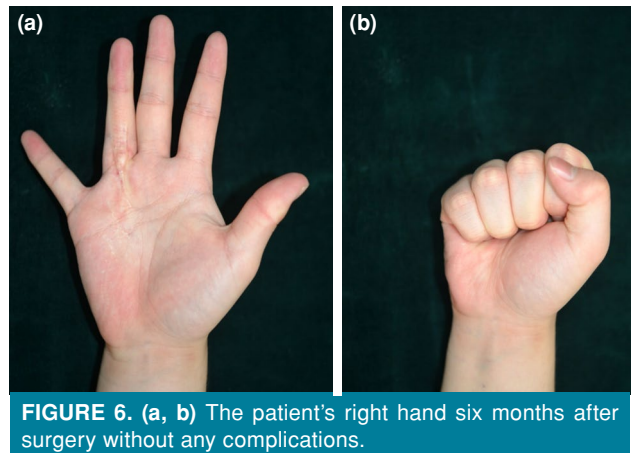 (a)
(b)
FIGURE 6. (a, b) The patient's right hand six months after
surgery without any complications.